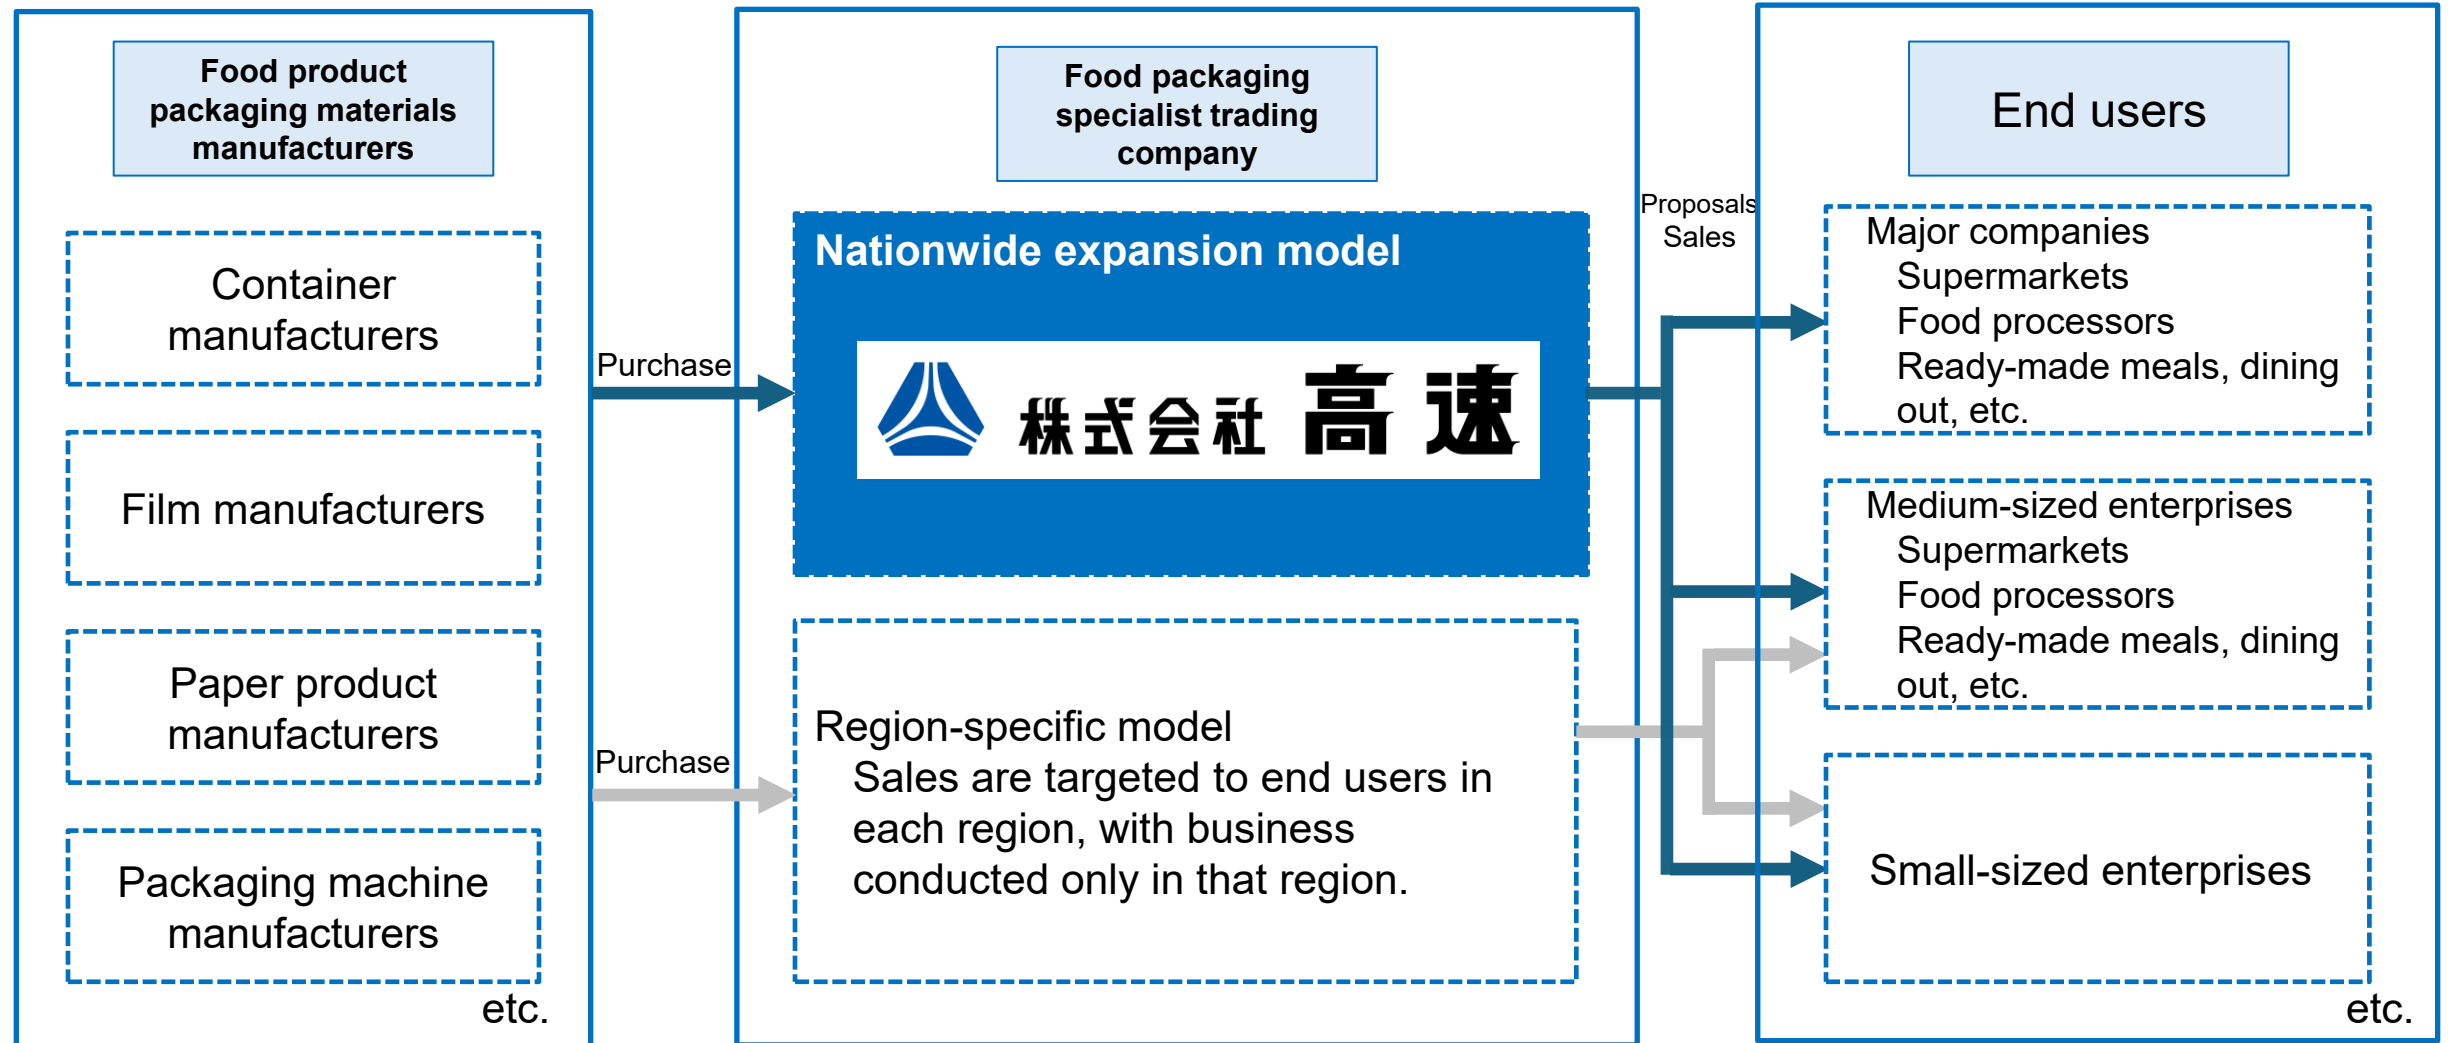 Food product
packaging materials
manufacturers
Container
manufacturers
Film manufacturers
Paper product
manufacturers
Packaging machine
manufacturers
etc.
Purchase
Purchase
Food packaging
specialist trading
company
Nationwide expansion model
株式会社 高速
Region-specific model
Sales are targeted to end users in
each region, with business
conducted only in that region.
Proposals
Sales
End users
Major companies
Supermarkets
Food processors
Ready-made meals, dining
out, etc.
Medium-sized enterprises
Supermarkets
Food processors
Ready-made meals, dining
out, etc.
Small-sized enterprises
etc.